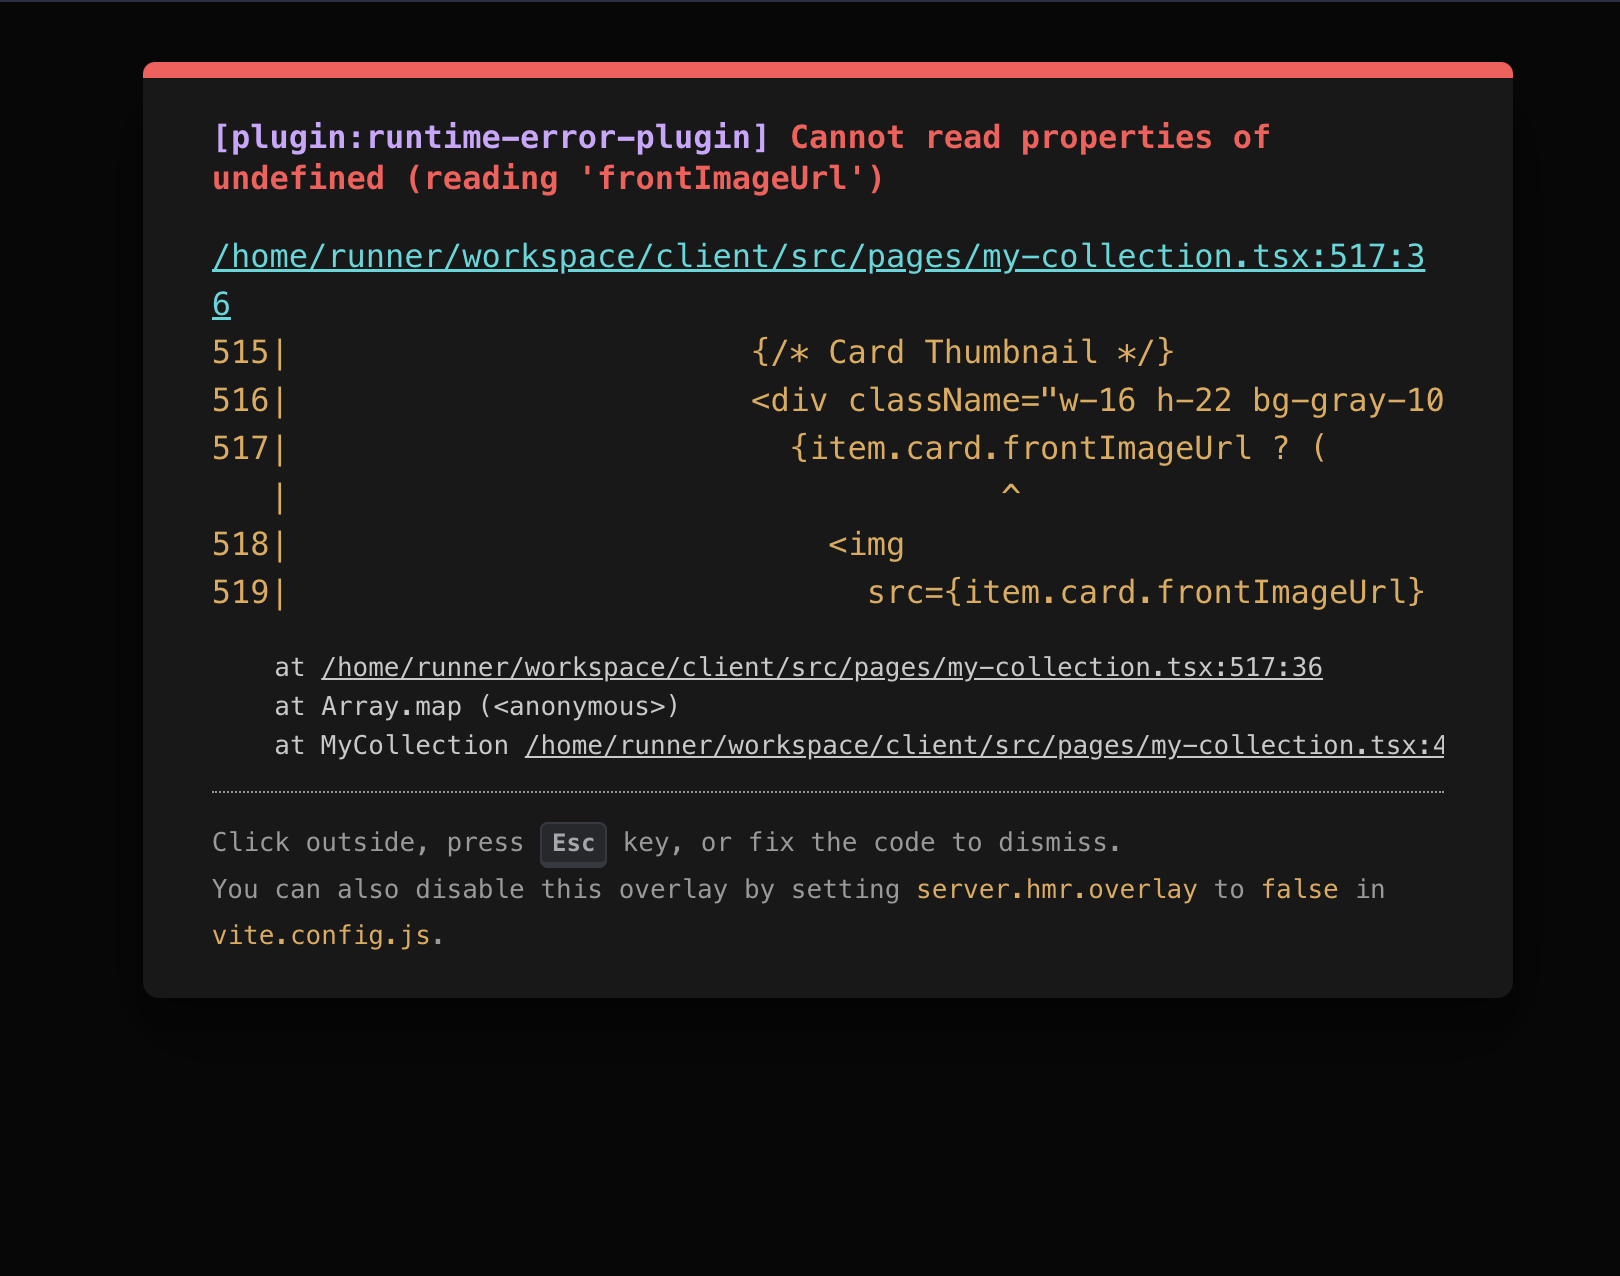 [plugin:runtime-error-plugin] Cannot read properties of
undefined (reading 'frontImageUrl')
/home/runner/workspace/client/src/pages/my-collection.tsx:517:3
6
515|                        {/* Card Thumbnail */}
516|                        <div className="w-16 h-22 bg-gray-10
517|                          {item.card.frontImageUrl ? (
   |                                     ^
518|                            <img
519|                              src={item.card.frontImageUrl}
    at /home/runner/workspace/client/src/pages/my-collection.tsx:517:36
    at Array.map (<anonymous>)
    at MyCollection /home/runner/workspace/client/src/pages/my-collection.tsx:4
Click outside, press Esc key, or fix the code to dismiss.
You can also disable this overlay by setting server.hmr.overlay to false in
vite.config.js.